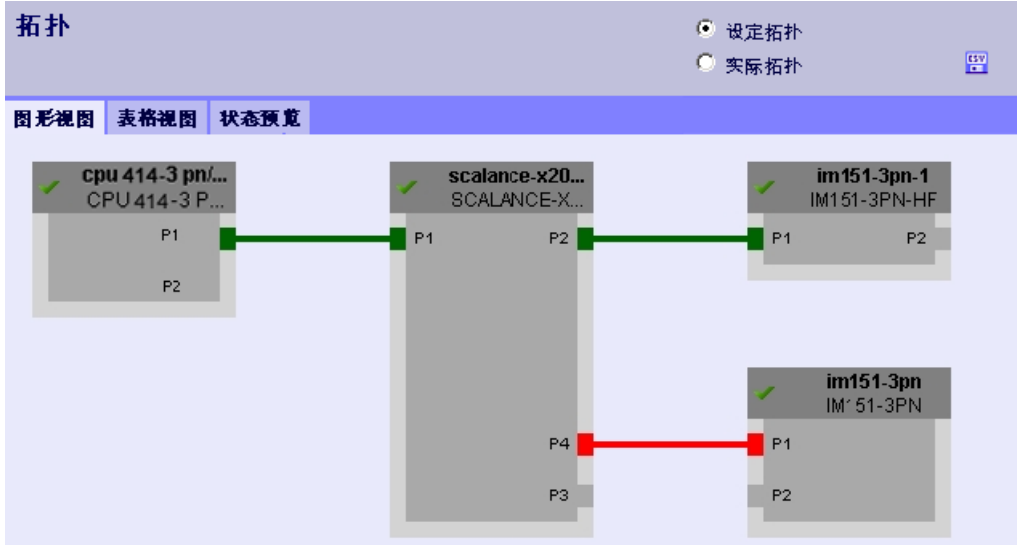 拓扑
设定拓扑
实际拓扑
CSV
图形视图 表格视图 状态预览
cpu 414-3 pn/...
CPU 414-3 P...
P1
P2
scalance-x20...
SCALANCE-X...
P1 P2
P4
P3
im151-3pn-1
IM151-3PN-HF
P1 P2
im151-3pn
IM151-3PN
P1
P2